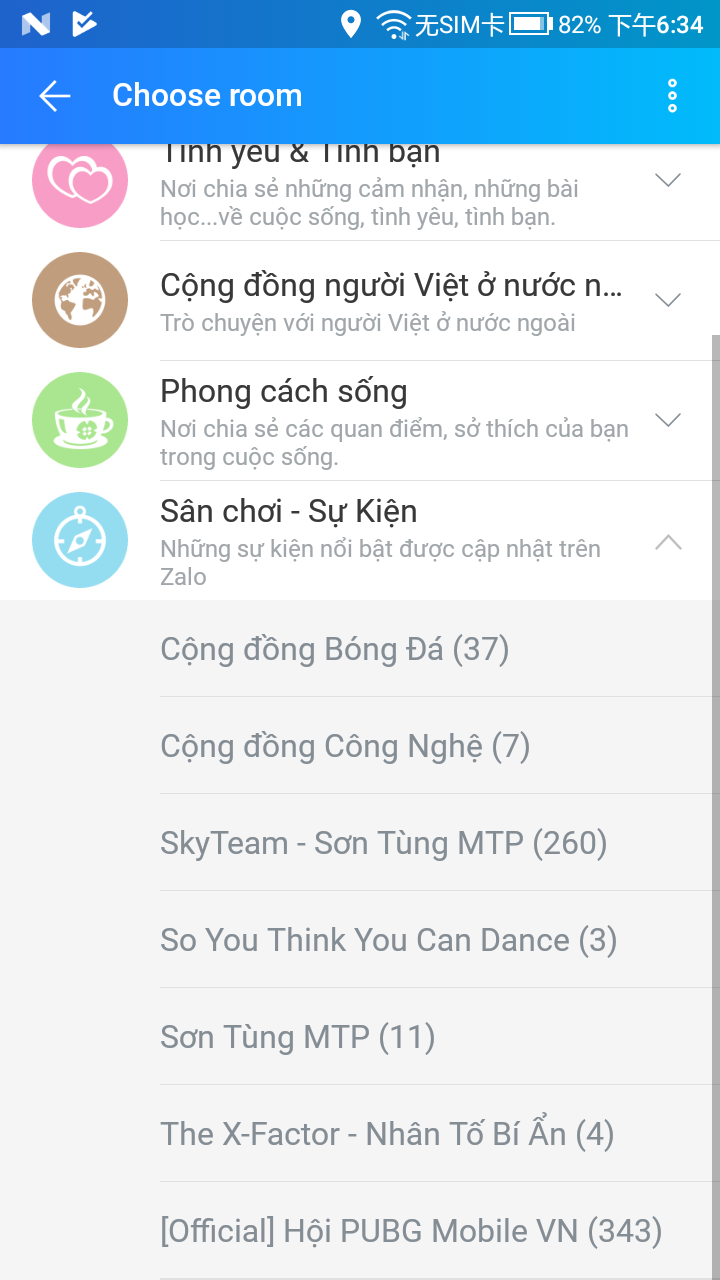 无SIM卡 82% 下午6:34
Choose room
Tình yêu & Tình bạn
Nơi chia sẻ những cảm nhận, những bài
học...về cuộc sống, tình yêu, tình bạn.
Cộng đồng người Việt ở nước n...
Trò chuyện với người Việt ở nước ngoài
Phong cách sống
Nơi chia sẻ các quan điểm, sở thích của bạn
trong cuộc sống.
Sân chơi - Sự Kiện
Những sự kiện nổi bật được cập nhật trên
Zalo
Cộng đồng Bóng Đá (37)
Cộng đồng Công Nghệ (7)
SkyTeam - Sơn Tùng MTP (260)
So You Think You Can Dance (3)
Sơn Tùng MTP (11)
The X-Factor - Nhân Tố Bí Ẩn (4)
[Official] Hội PUBG Mobile VN (343)